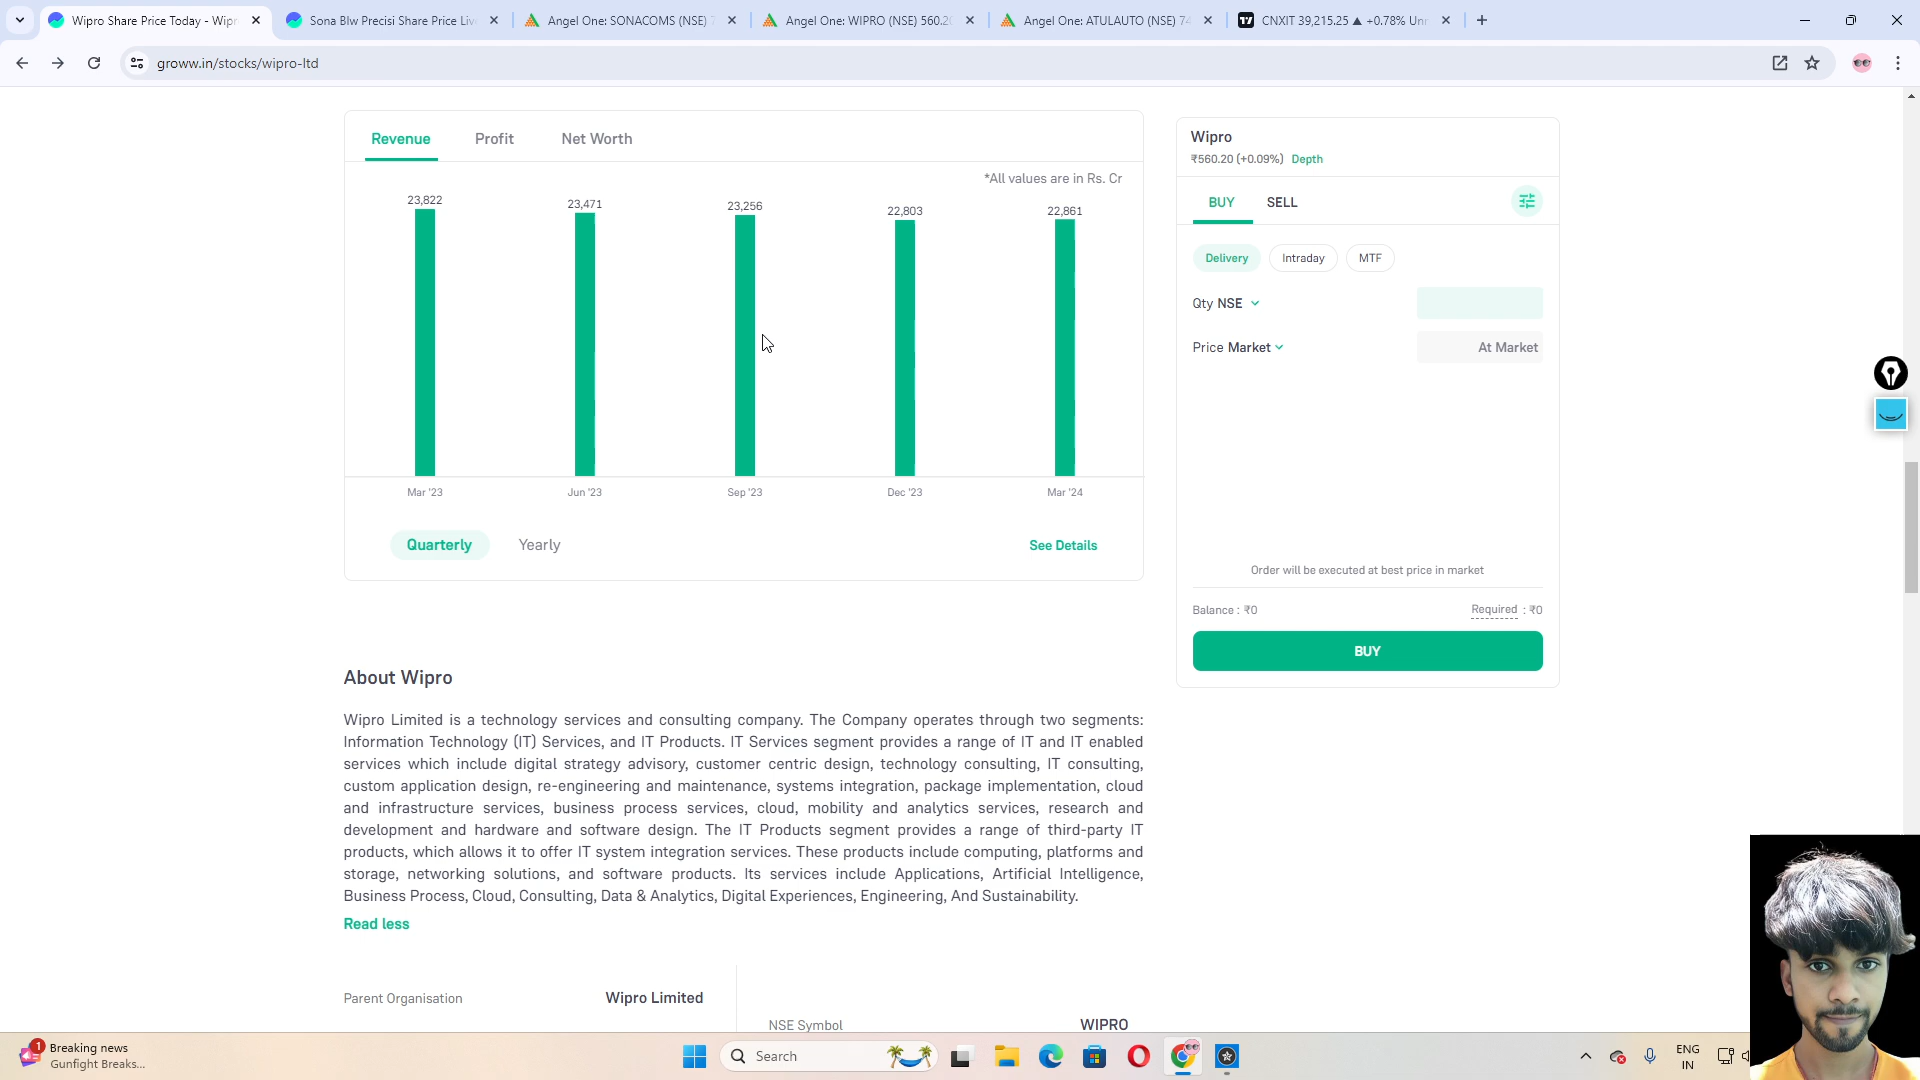 Wipro Share Price Today - Wipr
Sona Blw Precisi Share Price Liv
Angel One: SONACOMS (NSE) 7
Angel One: WIPRO (NSE) 560.20
Angel One: ATULAUTO (NSE) 74
CNXIT 39,215.25 ▲ +0.78% Unn
groww.in/stocks/wipro-ltd
Revenue Profit Net Worth
*All values are in Rs. Cr
23,822 23,471 23,256 22,803 22,861
Mar '23 Jun '23 Sep '23 Dec '23 Mar '24
Quarterly Yearly See Details
Wipro
₹560.20 (+0.09%) Depth
BUY SELL
Delivery Intraday MTF
Qty NSE
Price Market At Market
Order will be executed at best price in market
Balance : ₹0 Required : ₹0
BUY
About Wipro
Wipro Limited is a technology services and consulting company. The Company operates through two segments:
Information Technology (IT) Services, and IT Products. IT Services segment provides a range of IT and IT enabled
services which include digital strategy advisory, customer centric design, technology consulting, IT consulting,
custom application design, re-engineering and maintenance, systems integration, package implementation, cloud
and infrastructure services, business process services, cloud, mobility and analytics services, research and
development and hardware and software design. The IT Products segment provides a range of third-party IT
products, which allows it to offer IT system integration services. These products include computing, platforms and
storage, networking solutions, and software products. Its services include Applications, Artificial Intelligence,
Business Process, Cloud, Consulting, Data & Analytics, Digital Experiences, Engineering, And Sustainability.
Read less
Parent Organisation Wipro Limited
NSE Symbol WIPRO
1
Breaking news
Gunfight Breaks...
Search
ENG
IN